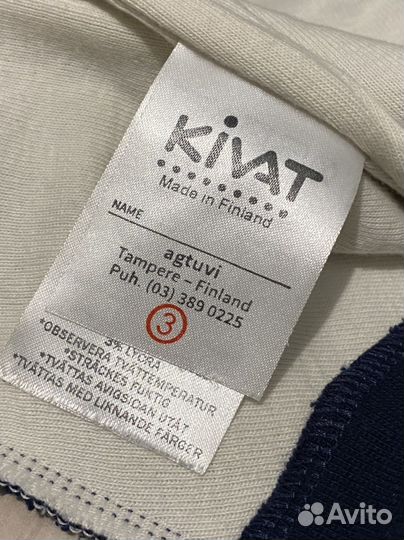 KIVAT
Made in Finland
NAME
agtuvi
Tampere – Finland
Puh. (03) 389 0225
3
3% LYCRA
*OBSERVERA TVÄTTEMPERATUR
*STRÄCKES FUKTIG
*TVÄTTAS AVIGSIDAN UTÅT
*TVÄTTAS MED LIKNANDE FÄRGER
Avito